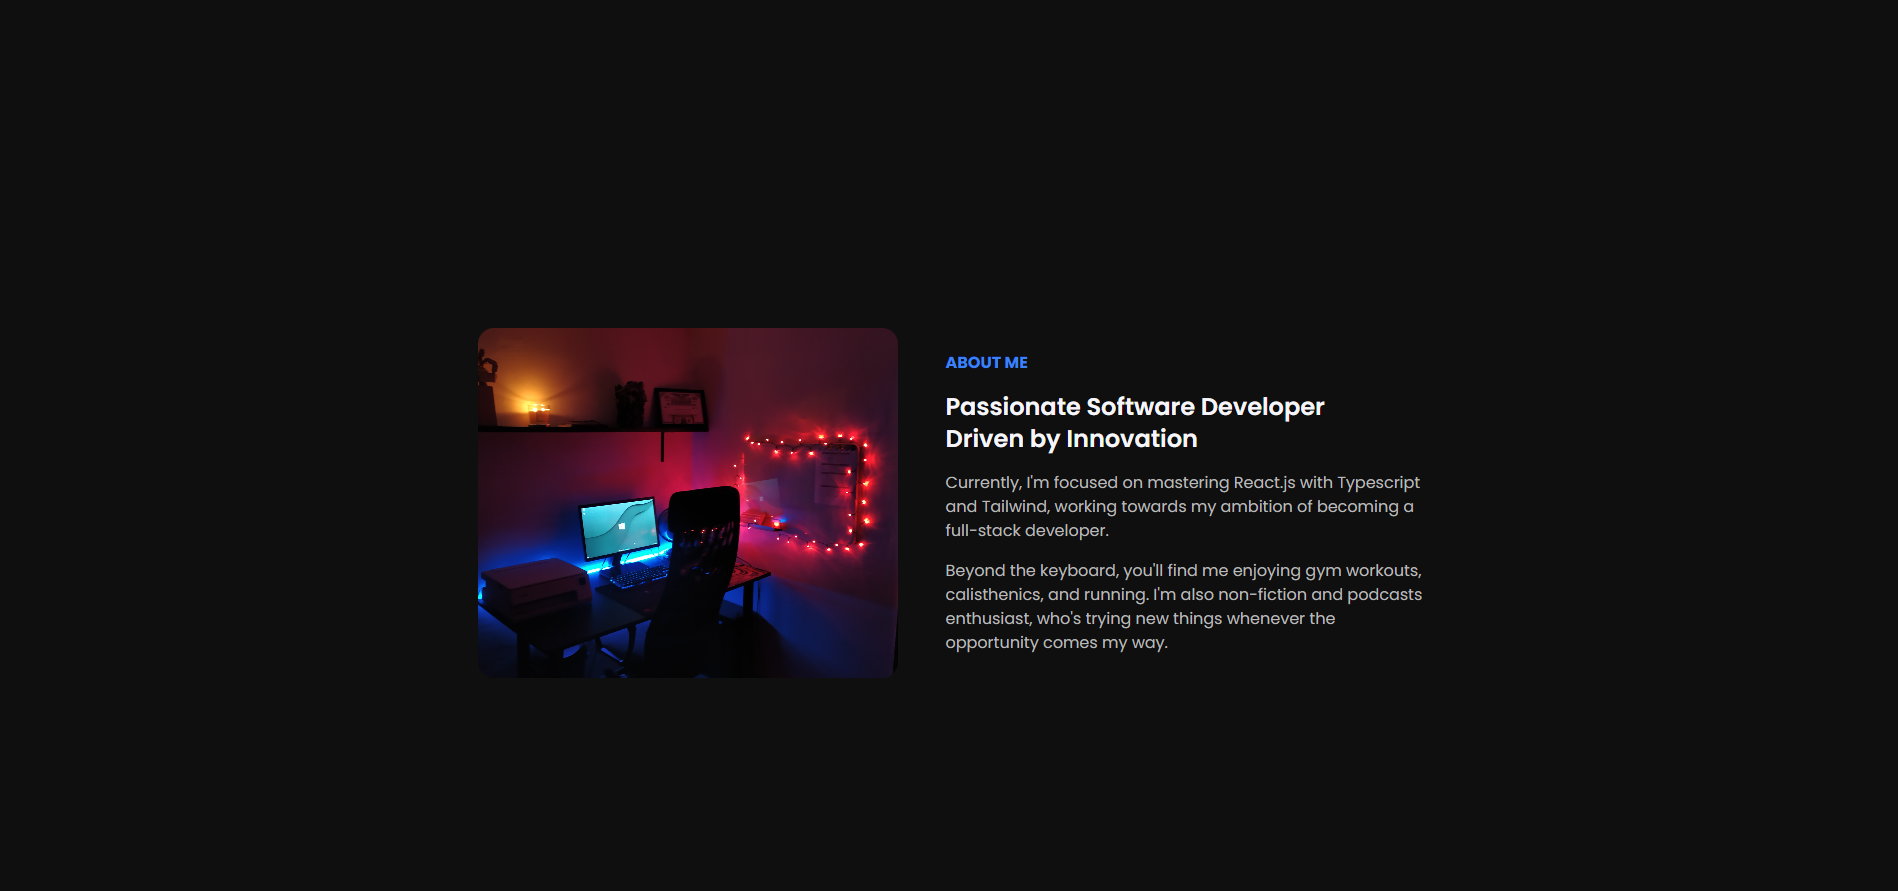 ABOUT ME
Passionate Software Developer
Driven by Innovation
Currently, I'm focused on mastering React.js with Typescript
and Tailwind, working towards my ambition of becoming a
full-stack developer.
Beyond the keyboard, you'll find me enjoying gym workouts,
calisthenics, and running. I'm also non-fiction and podcasts
enthusiast, who's trying new things whenever the
opportunity comes my way.